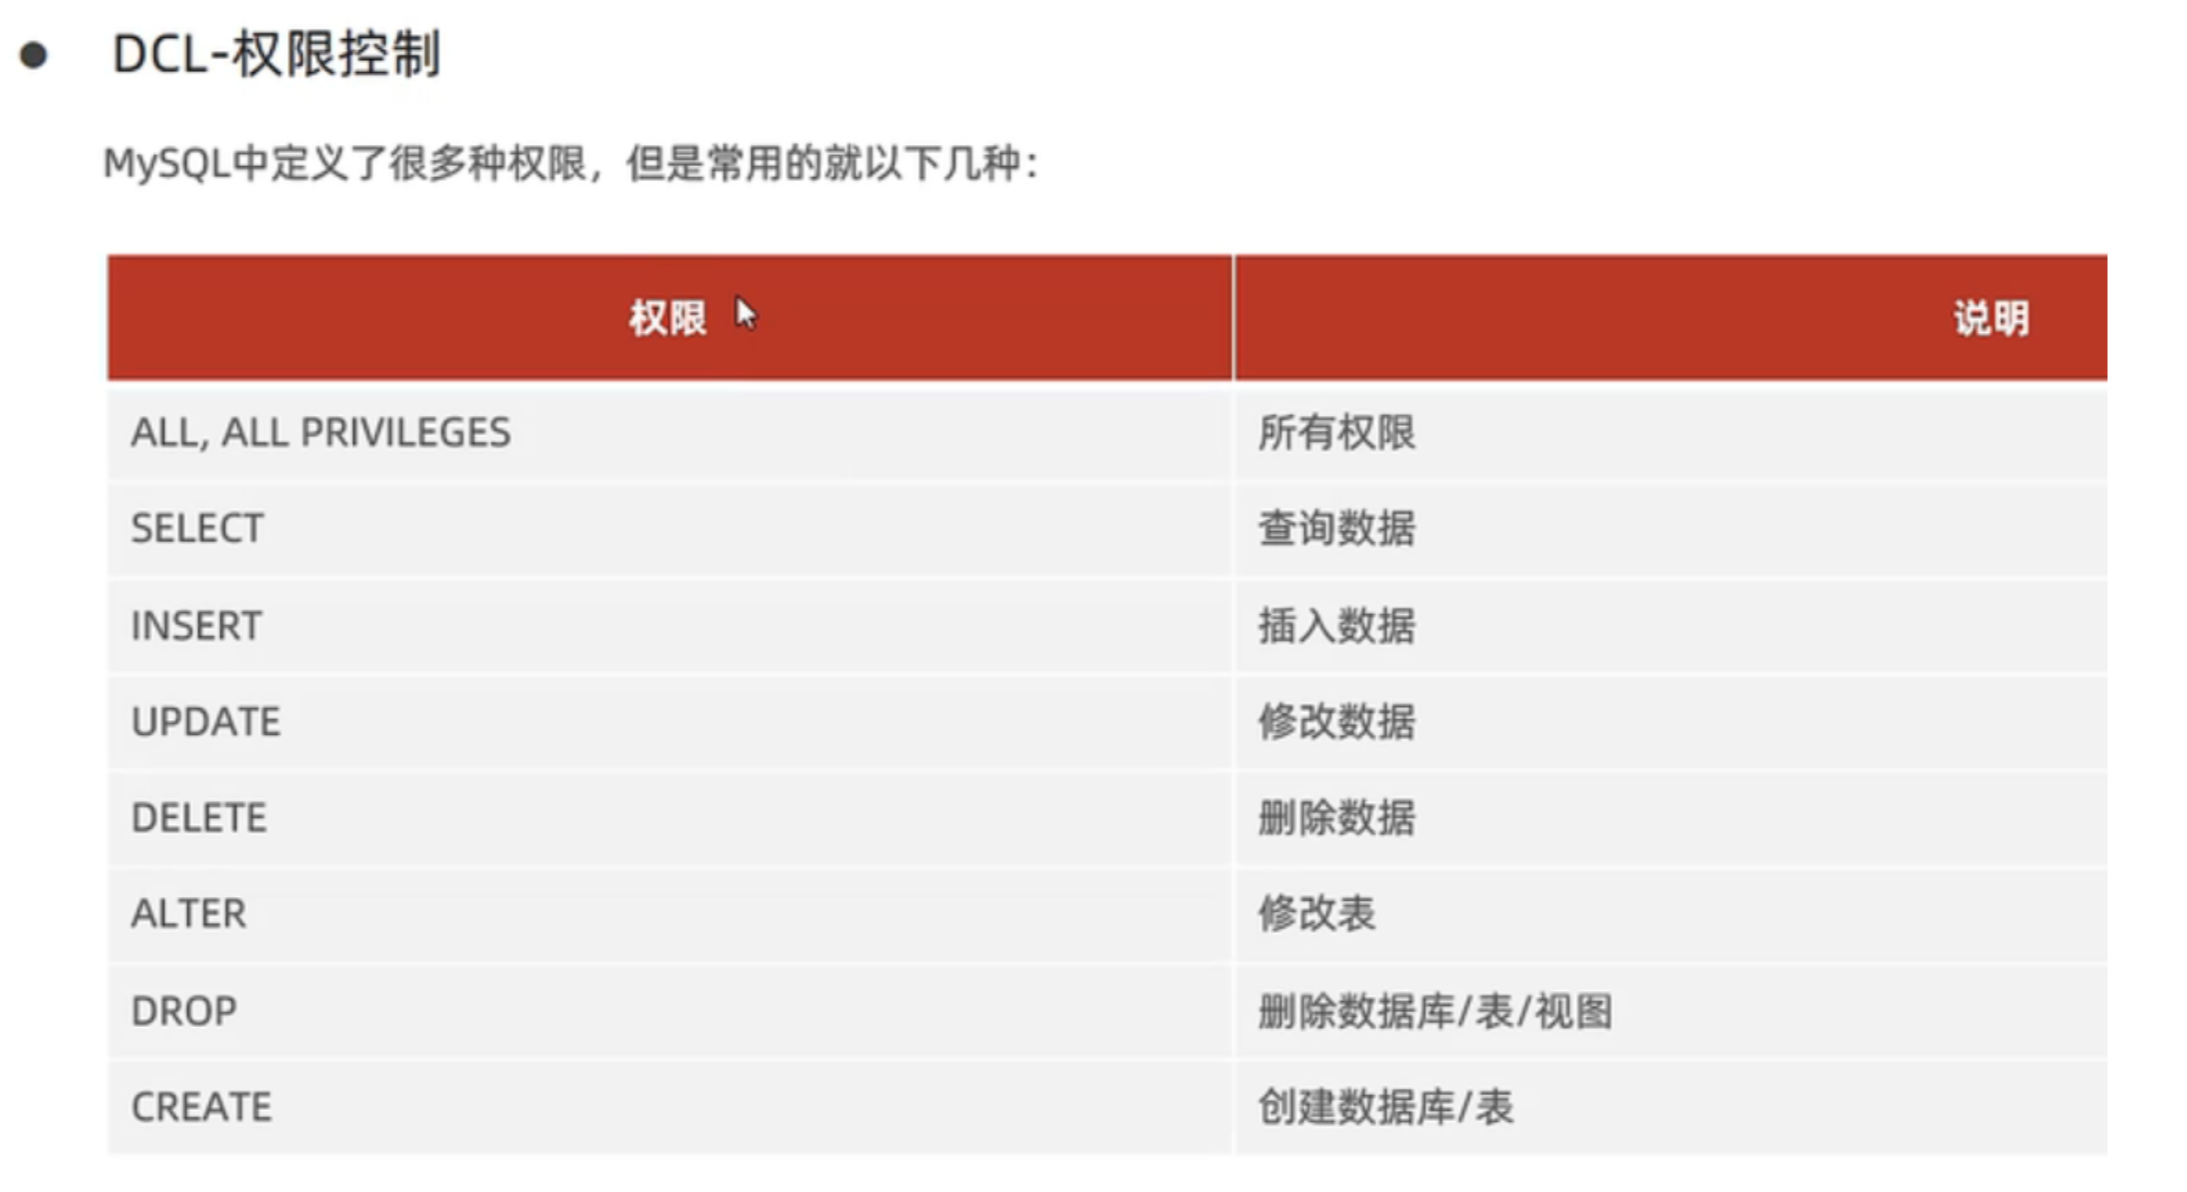 DCL-权限控制
MySQL中定义了很多种权限，但是常用的就以下几种：
权限 说明
ALL, ALL PRIVILEGES 所有权限
SELECT 查询数据
INSERT 插入数据
UPDATE 修改数据
DELETE 删除数据
ALTER 修改表
DROP 删除数据库/表/视图
CREATE 创建数据库/表